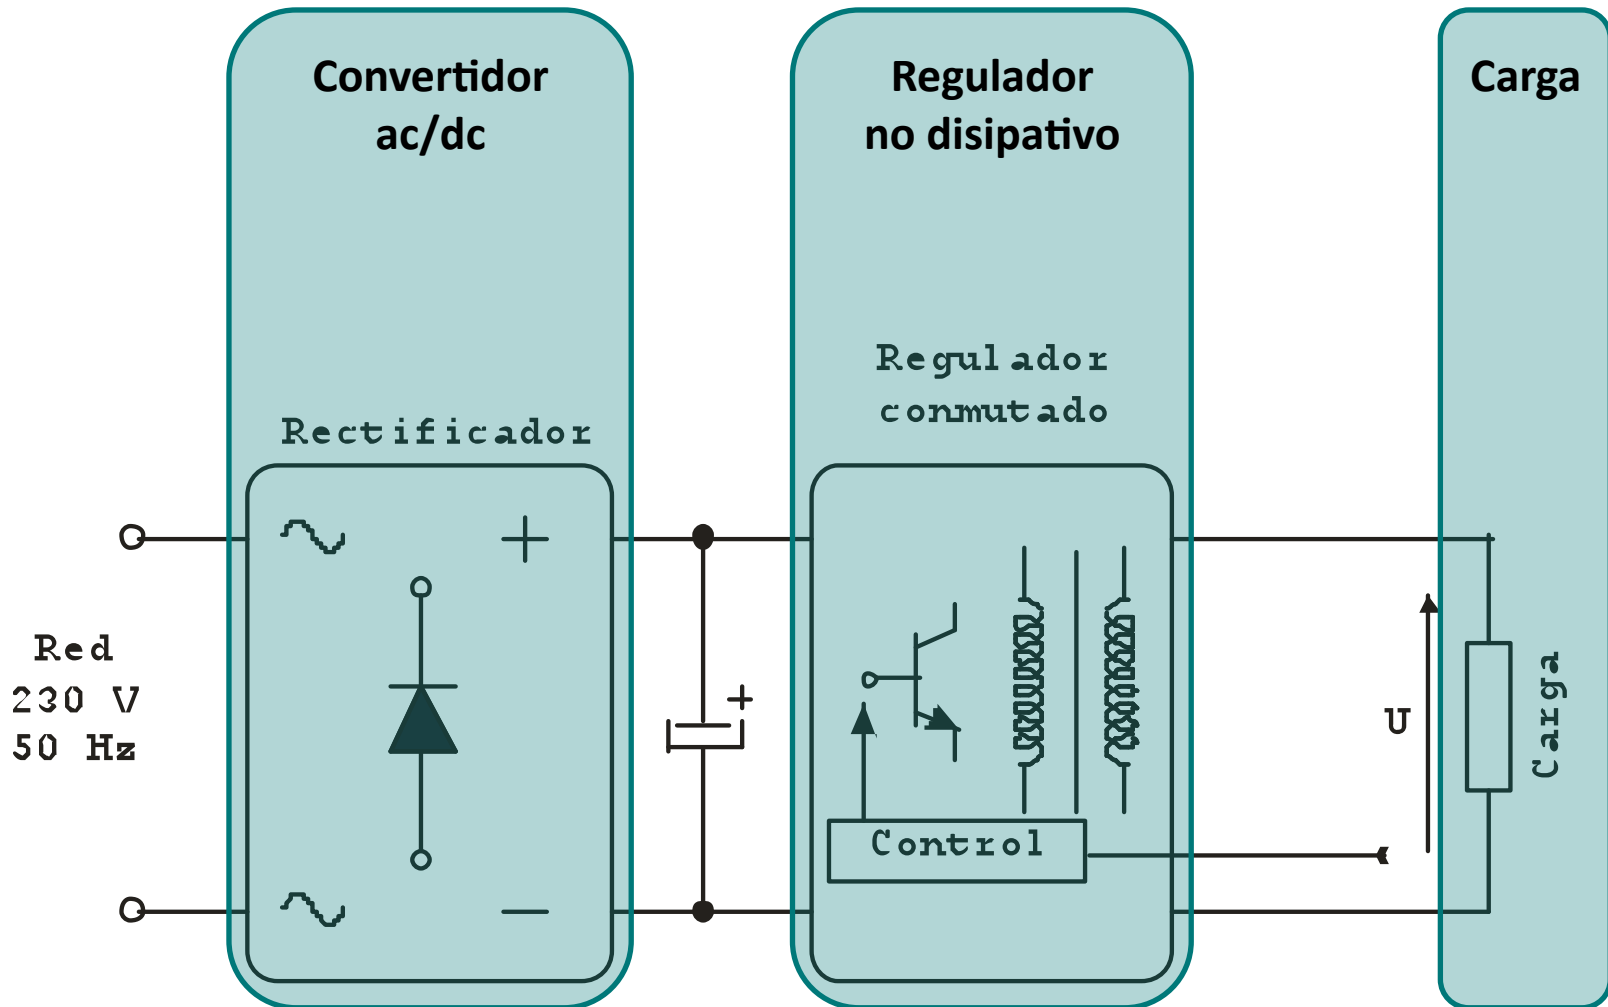 Convertidor
ac/dc
Regulador
no disipativo
Carga
Regulador
conmutado
Rectificador
+
−
Red
230 V
50 Hz
+
U
Carga
Control